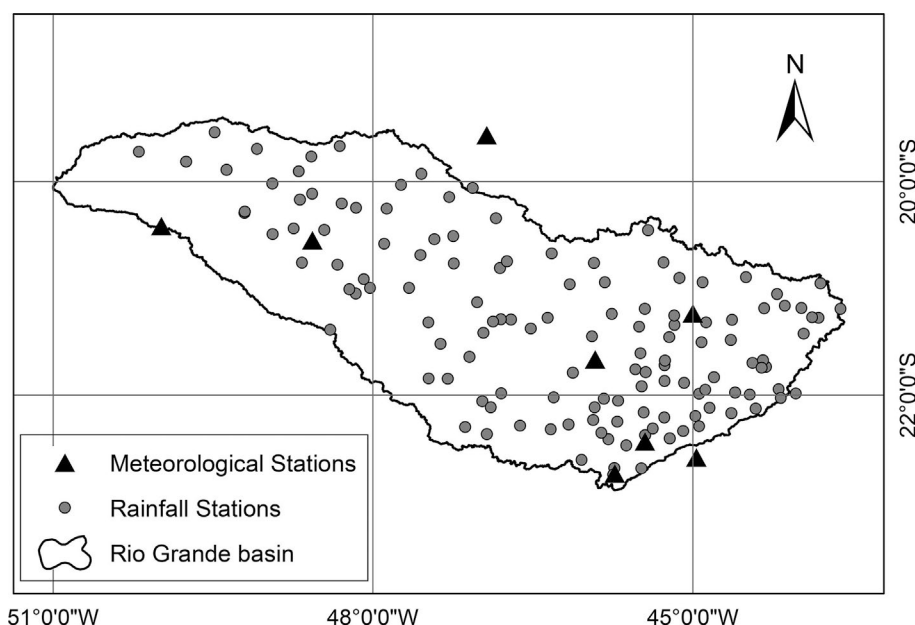 N
20°0'0"S
22°0'0"S
Meteorological Stations
Rainfall Stations
Rio Grande basin
51°0'0"W
48°0'0"W
45°0'0"W